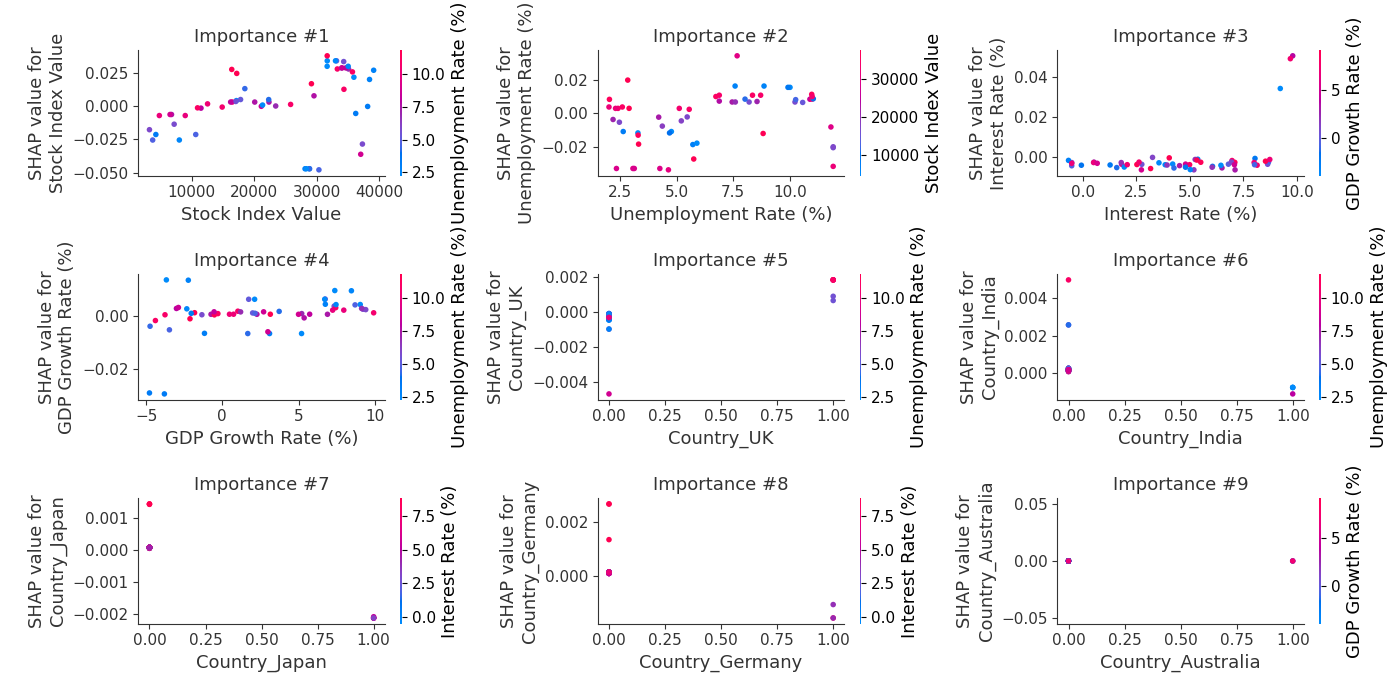 Importance #1
SHAP value for
Stock Index Value
0.025
0.000
−0.025
−0.050
10000 20000 30000 40000
Stock Index Value
10.0
7.5
5.0
2.5
Unemployment Rate (%)
Importance #2
SHAP value for
Unemployment Rate (%)
0.02
0.00
−0.02
2.5 5.0 7.5 10.0
Unemployment Rate (%)
30000
20000
10000
Stock Index Value
Importance #3
SHAP value for
Interest Rate (%)
0.04
0.02
0.00
0.0 2.5 5.0 7.5 10.0
Interest Rate (%)
5
0
GDP Growth Rate (%)
Importance #4
SHAP value for
GDP Growth Rate (%)
0.00
−0.02
−5 0 5 10
GDP Growth Rate (%)
10.0
7.5
5.0
2.5
Unemployment Rate (%)
Importance #5
SHAP value for
Country_UK
0.002
0.000
−0.002
−0.004
0.00 0.25 0.50 0.75 1.00
Country_UK
10.0
7.5
5.0
2.5
Unemployment Rate (%)
Importance #6
SHAP value for
Country_India
0.004
0.002
0.000
0.00 0.25 0.50 0.75 1.00
Country_India
10.0
7.5
5.0
2.5
Unemployment Rate (%)
Importance #7
SHAP value for
Country_Japan
0.001
0.000
−0.001
−0.002
0.00 0.25 0.50 0.75 1.00
Country_Japan
7.5
5.0
2.5
0.0
Interest Rate (%)
Importance #8
SHAP value for
Country_Germany
0.002
0.000
0.00 0.25 0.50 0.75 1.00
Country_Germany
7.5
5.0
2.5
0.0
Interest Rate (%)
Importance #9
SHAP value for
Country_Australia
0.05
0.00
−0.05
0.00 0.25 0.50 0.75 1.00
Country_Australia
5
0
GDP Growth Rate (%)